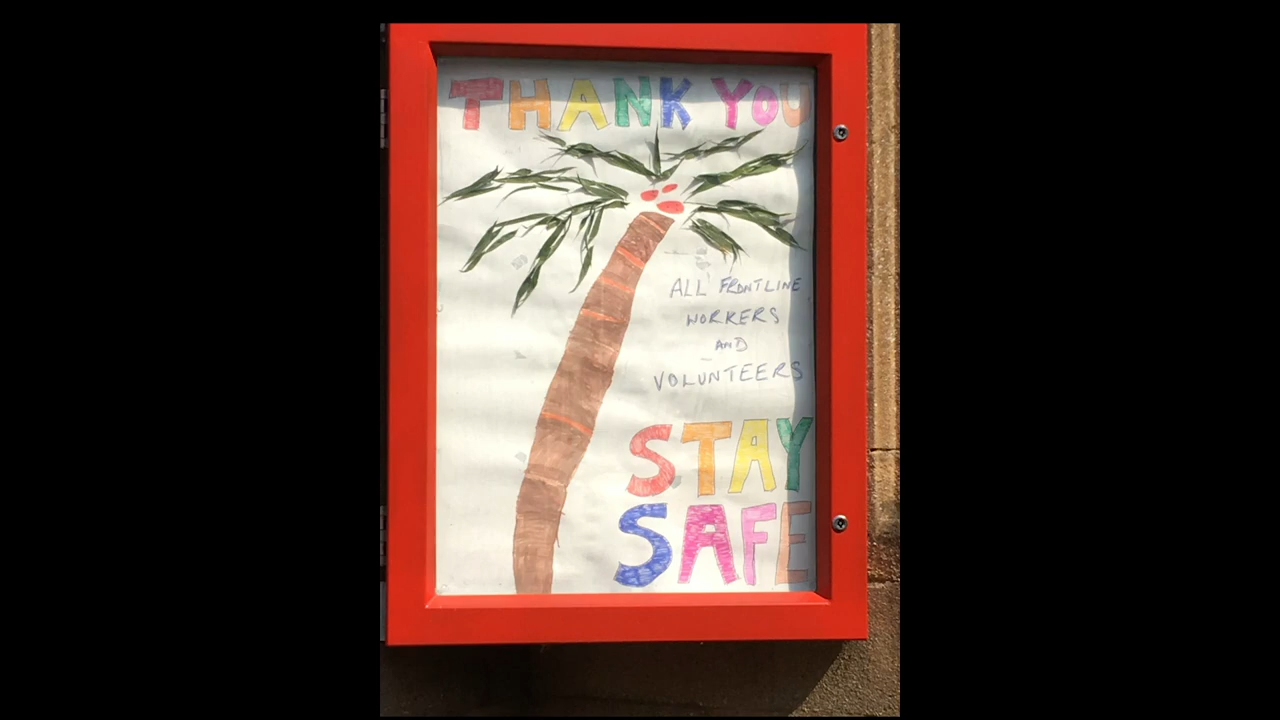 THANK YOU
ALL FRONTLINE
WORKERS
AND
VOLUNTEERS
STAY
SAFE